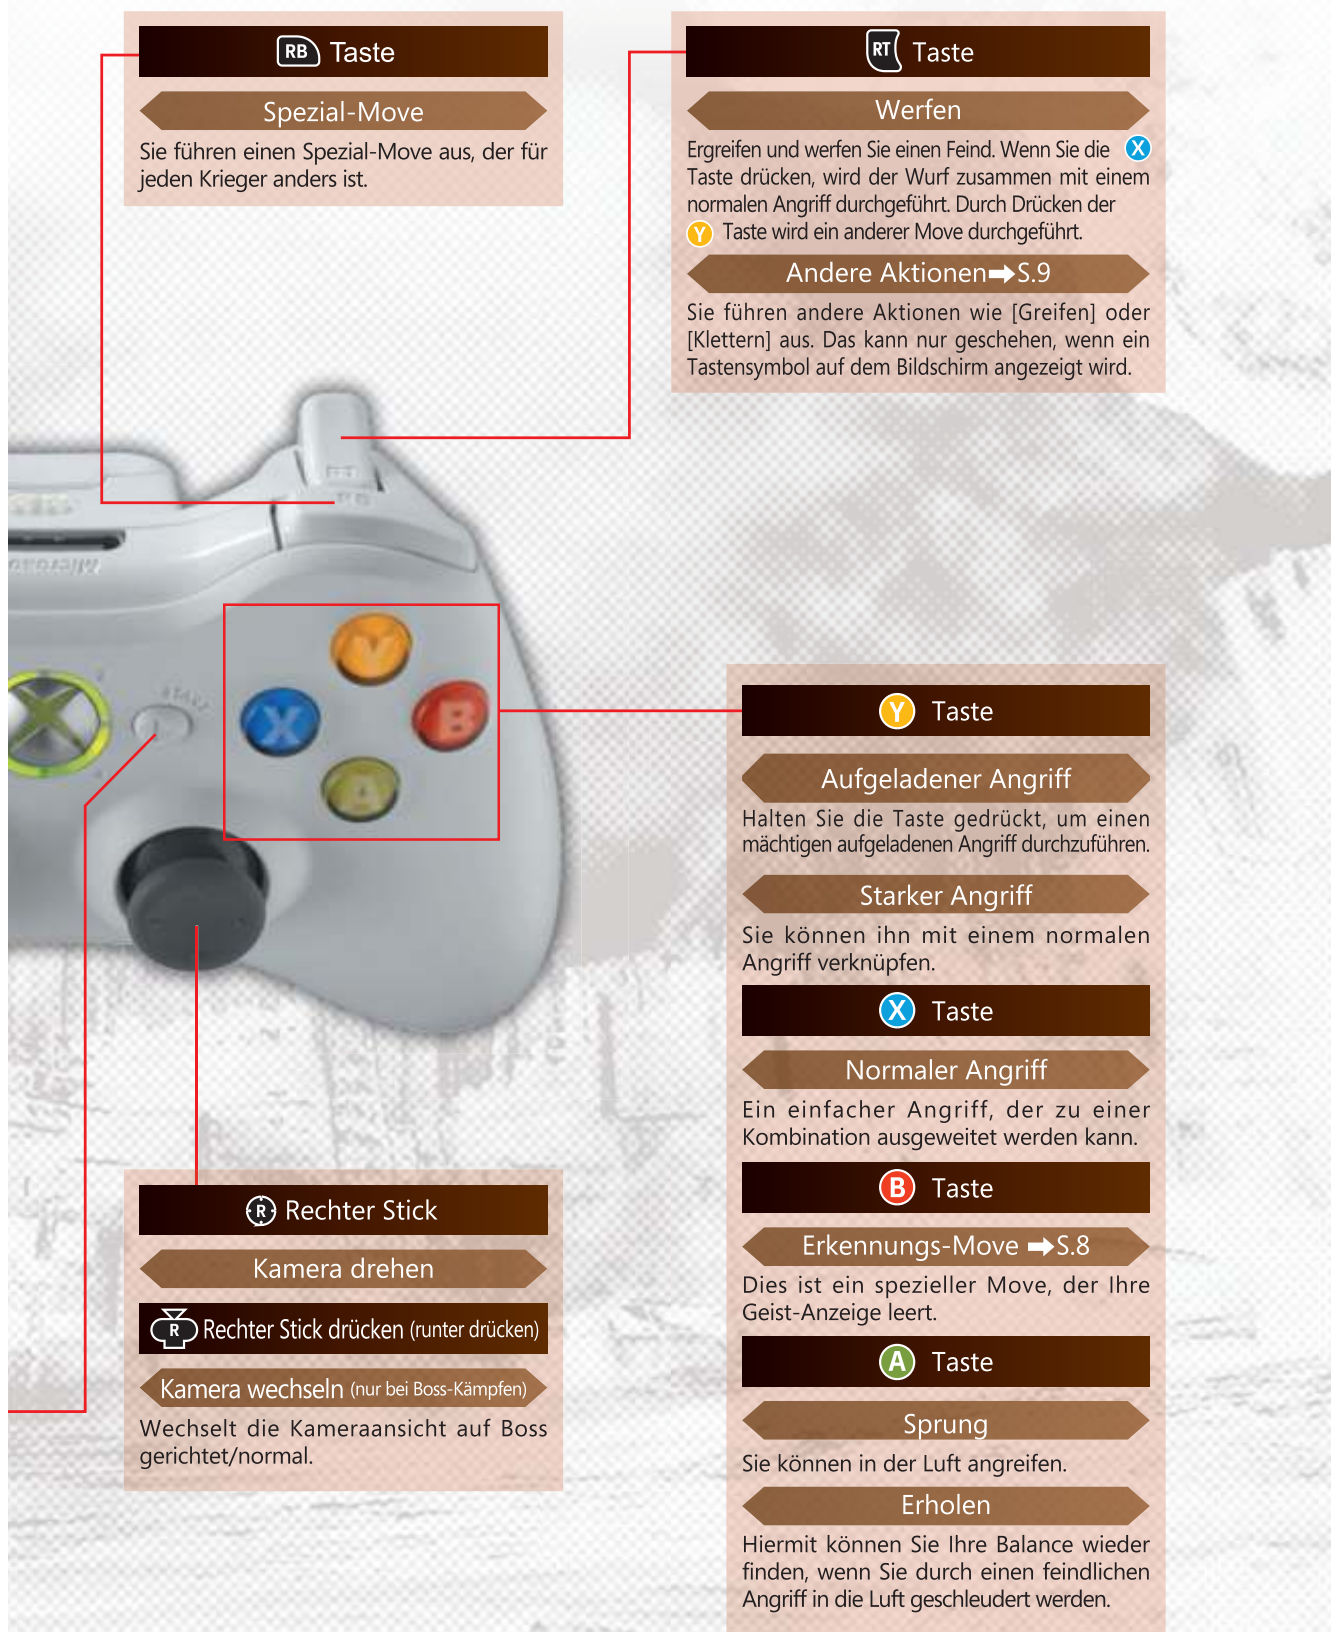 RB Taste
Spezial-Move
Sie führen einen Spezial-Move aus, der für
jeden Krieger anders ist.
RT Taste
Werfen
Ergreifen und werfen Sie einen Feind. Wenn Sie die X
Taste drücken, wird der Wurf zusammen mit einem
normalen Angriff durchgeführt. Durch Drücken der
Y Taste wird ein anderer Move durchgeführt.
Andere Aktionen➡S.9
Sie führen andere Aktionen wie [Greifen] oder
[Klettern] aus. Das kann nur geschehen, wenn ein
Tastensymbol auf dem Bildschirm angezeigt wird.
Microsoft
START
Y
X
B
A
Y Taste
Aufgeladener Angriff
Halten Sie die Taste gedrückt, um einen
mächtigen aufgeladenen Angriff durchzuführen.
Starker Angriff
Sie können ihn mit einem normalen
Angriff verknüpfen.
X Taste
Normaler Angriff
Ein einfacher Angriff, der zu einer
Kombination ausgeweitet werden kann.
B Taste
Erkennungs-Move ➡S.8
Dies ist ein spezieller Move, der Ihre
Geist-Anzeige leert.
A Taste
Sprung
Sie können in der Luft angreifen.
Erholen
Hiermit können Sie Ihre Balance wieder
finden, wenn Sie durch einen feindlichen
Angriff in die Luft geschleudert werden.
R Rechter Stick
Kamera drehen
R Rechter Stick drücken (runter drücken)
Kamera wechseln (nur bei Boss-Kämpfen)
Wechselt die Kameraansicht auf Boss
gerichtet/normal.